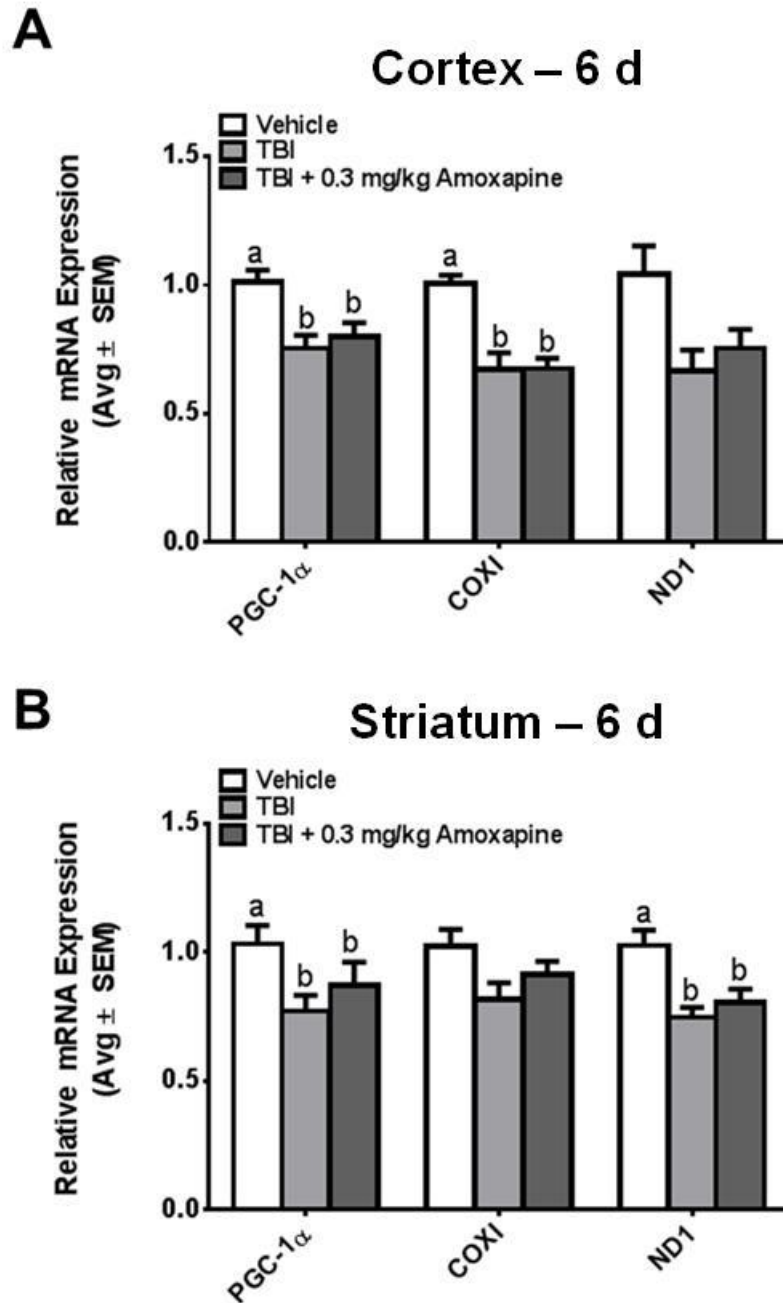 A
Cortex – 6 d
Vehicle
TBI
TBI + 0.3 mg/kg Amoxapine
Relative mRNA Expression
(Avg ± SEM)
1.5
1.0
0.5
0.0
a
b
b
a
b
b
PGC-1α
COXI
ND1
B
Striatum – 6 d
Vehicle
TBI
TBI + 0.3 mg/kg Amoxapine
Relative mRNA Expression
(Avg ± SEM)
1.5
1.0
0.5
0.0
a
b
b
a
b
b
PGC-1α
COXI
ND1